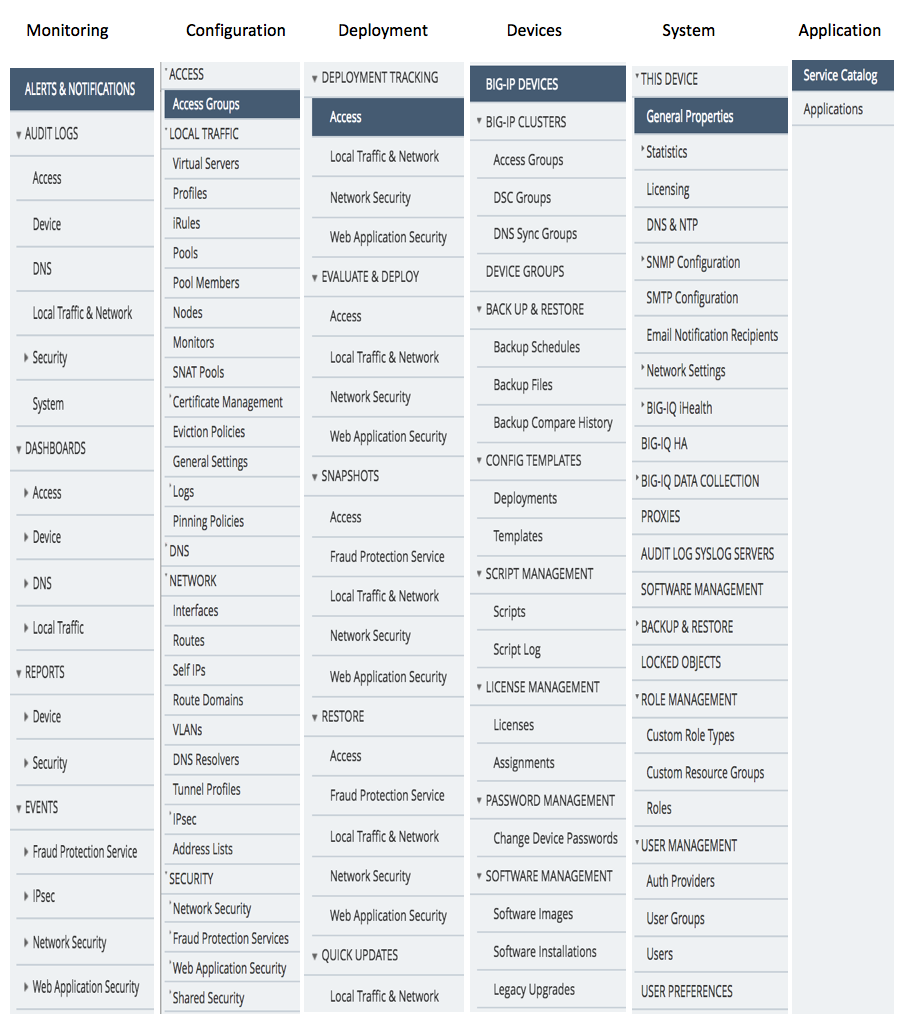 Monitoring
ALERTS & NOTIFICATIONS
AUDIT LOGS
Access
Device
DNS
Local Traffic & Network
Security
System
DASHBOARDS
Access
Device
DNS
Local Traffic
REPORTS
Device
Security
EVENTS
Fraud Protection Service
IPsec
Network Security
Web Application Security
Configuration
ACCESS
Access Groups
LOCAL TRAFFIC
Virtual Servers
Profiles
iRules
Pools
Pool Members
Nodes
Monitors
SNAT Pools
Certificate Management
Eviction Policies
General Settings
Logs
Pinning Policies
DNS
NETWORK
Interfaces
Routes
Self IPs
Route Domains
VLANs
DNS Resolvers
Tunnel Profiles
IPsec
Address Lists
SECURITY
Network Security
Fraud Protection Services
Web Application Security
Shared Security
Deployment
DEPLOYMENT TRACKING
Access
Local Traffic & Network
Network Security
Web Application Security
EVALUATE & DEPLOY
Access
Local Traffic & Network
Network Security
Web Application Security
SNAPSHOTS
Access
Fraud Protection Service
Local Traffic & Network
Network Security
Web Application Security
RESTORE
Access
Fraud Protection Service
Local Traffic & Network
Network Security
Web Application Security
QUICK UPDATES
Local Traffic & Network
Devices
BIG-IP DEVICES
BIG-IP CLUSTERS
Access Groups
DSC Groups
DNS Sync Groups
DEVICE GROUPS
BACK UP & RESTORE
Backup Schedules
Backup Files
Backup Compare History
CONFIG TEMPLATES
Deployments
Templates
SCRIPT MANAGEMENT
Scripts
Script Log
LICENSE MANAGEMENT
Licenses
Assignments
PASSWORD MANAGEMENT
Change Device Passwords
SOFTWARE MANAGEMENT
Software Images
Software Installations
Legacy Upgrades
System
THIS DEVICE
General Properties
Statistics
Licensing
DNS & NTP
SNMP Configuration
SMTP Configuration
Email Notification Recipients
Network Settings
BIG-IQ iHealth
BIG-IQ HA
BIG-IQ DATA COLLECTION
PROXIES
AUDIT LOG SYSLOG SERVERS
SOFTWARE MANAGEMENT
BACKUP & RESTORE
LOCKED OBJECTS
ROLE MANAGEMENT
Custom Role Types
Custom Resource Groups
Roles
USER MANAGEMENT
Auth Providers
User Groups
Users
USER PREFERENCES
Application
Service Catalog
Applications